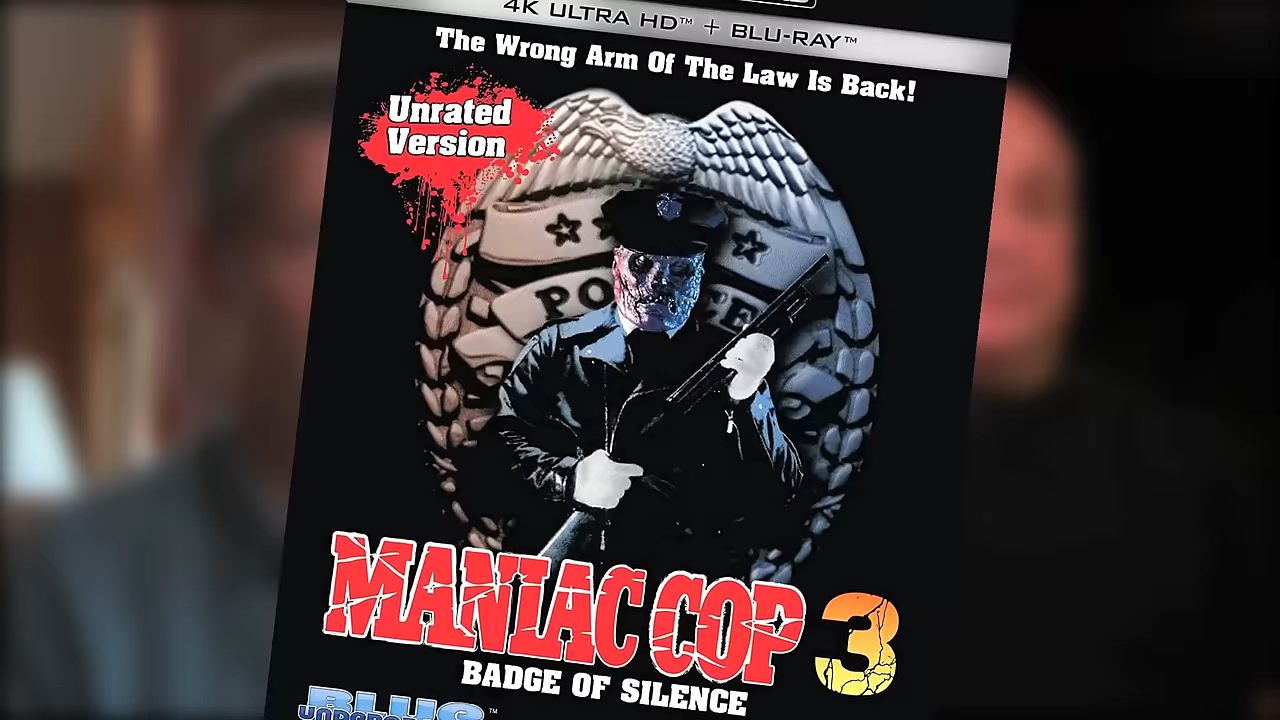 4K ULTRA HD™ + BLU-RAY™
The Wrong Arm Of The Law Is Back!
Unrated
Version
MANIAC COP 3
BADGE OF SILENCE
BLUE™